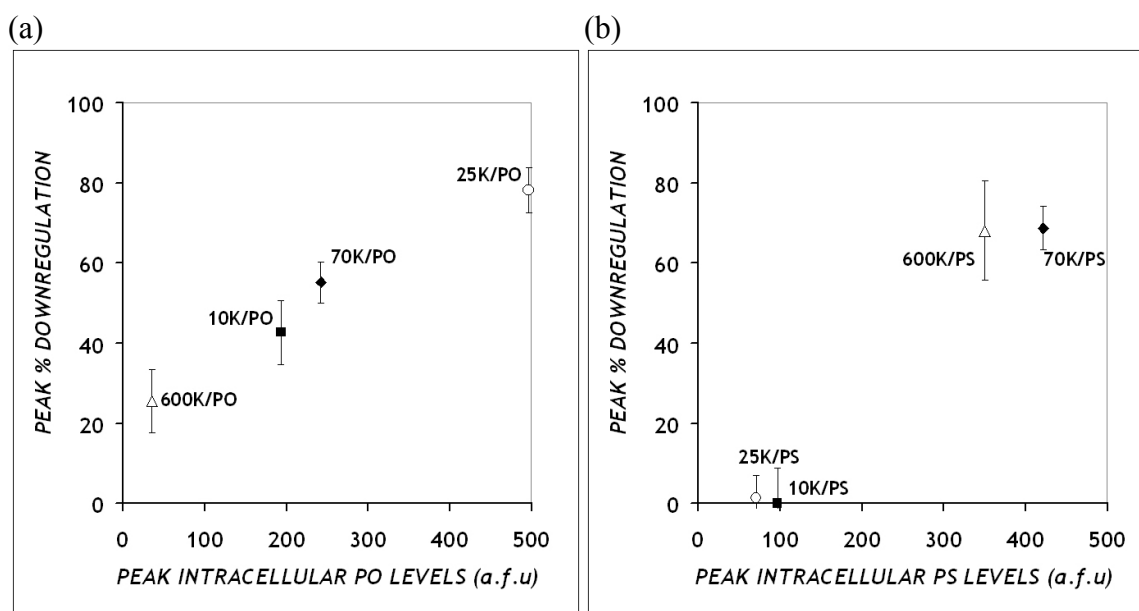 (a)
PEAK % DOWNREGULATION
100
80
60
40
20
0
25K/PO
70K/PO
10K/PO
600K/PO
0 100 200 300 400 500
PEAK INTRACELLULAR PO LEVELS (a.f.u)
(b)
PEAK % DOWNREGULATION
100
80
60
40
20
0
600K/PS
70K/PS
25K/PS
10K/PS
0 100 200 300 400 500
PEAK INTRACELLULAR PS LEVELS (a.f.u)